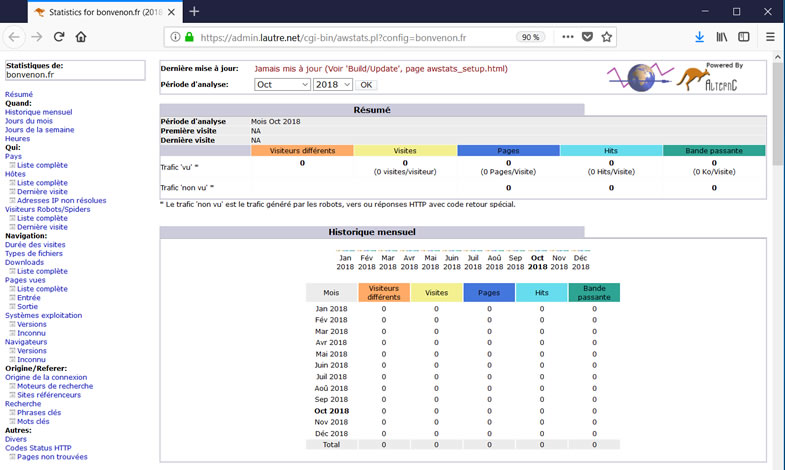 Statistics for bonvenon.fr (2018
https://admin.lautre.net/cgi-bin/awstats.pl?config=bonvenon.fr
90 %
Statistiques de:
bonvenon.fr
Résumé
Quand:
Historique mensuel
Jours du mois
Jours de la semaine
Heures
Qui:
Pays
Liste complète
Hôtes
Liste complète
Dernière visite
Adresses IP non résolues
Visiteurs Robots/Spiders
Liste complète
Dernière visite
Navigation:
Durée des visites
Types de fichiers
Downloads
Liste complète
Pages vues
Liste complète
Entrée
Sortie
Systèmes exploitation
Versions
Inconnu
Navigateurs
Versions
Inconnu
Origine/Referer:
Origine de la connexion
Moteurs de recherche
Sites référenceurs
Recherche
Phrases clés
Mots clés
Autres:
Divers
Codes Status HTTP
Pages non trouvées
Dernière mise à jour: Jamais mis à jour (Voir 'Build/Update', page awstats_setup.html)
Période d'analyse: Oct 2018 OK
Powered By
AlternC
Résumé
Période d'analyse Mois Oct 2018
Première visite NA
Dernière visite NA
Visiteurs différents Visites Pages Hits Bande passante
Trafic 'vu' * 0 0 0 0 0
(0 visites/visiteur) (0 Pages/Visite) (0 Hits/Visite) (0 Ko/Visite)
Trafic 'non vu' * 0 0 0
* Le trafic 'non vu' est le trafic généré par les robots, vers ou réponses HTTP avec code retour spécial.
Historique mensuel
Jan Fév Mar Avr Mai Juin Juil Aoû Sep Oct Nov Déc
2018 2018 2018 2018 2018 2018 2018 2018 2018 2018 2018 2018
Mois Visiteurs différents Visites Pages Hits Bande passante
Jan 2018 0 0 0 0 0
Fév 2018 0 0 0 0 0
Mar 2018 0 0 0 0 0
Avr 2018 0 0 0 0 0
Mai 2018 0 0 0 0 0
Juin 2018 0 0 0 0 0
Juil 2018 0 0 0 0 0
Aoû 2018 0 0 0 0 0
Sep 2018 0 0 0 0 0
Oct 2018 0 0 0 0 0
Nov 2018 0 0 0 0 0
Déc 2018 0 0 0 0 0
Total 0 0 0 0 0